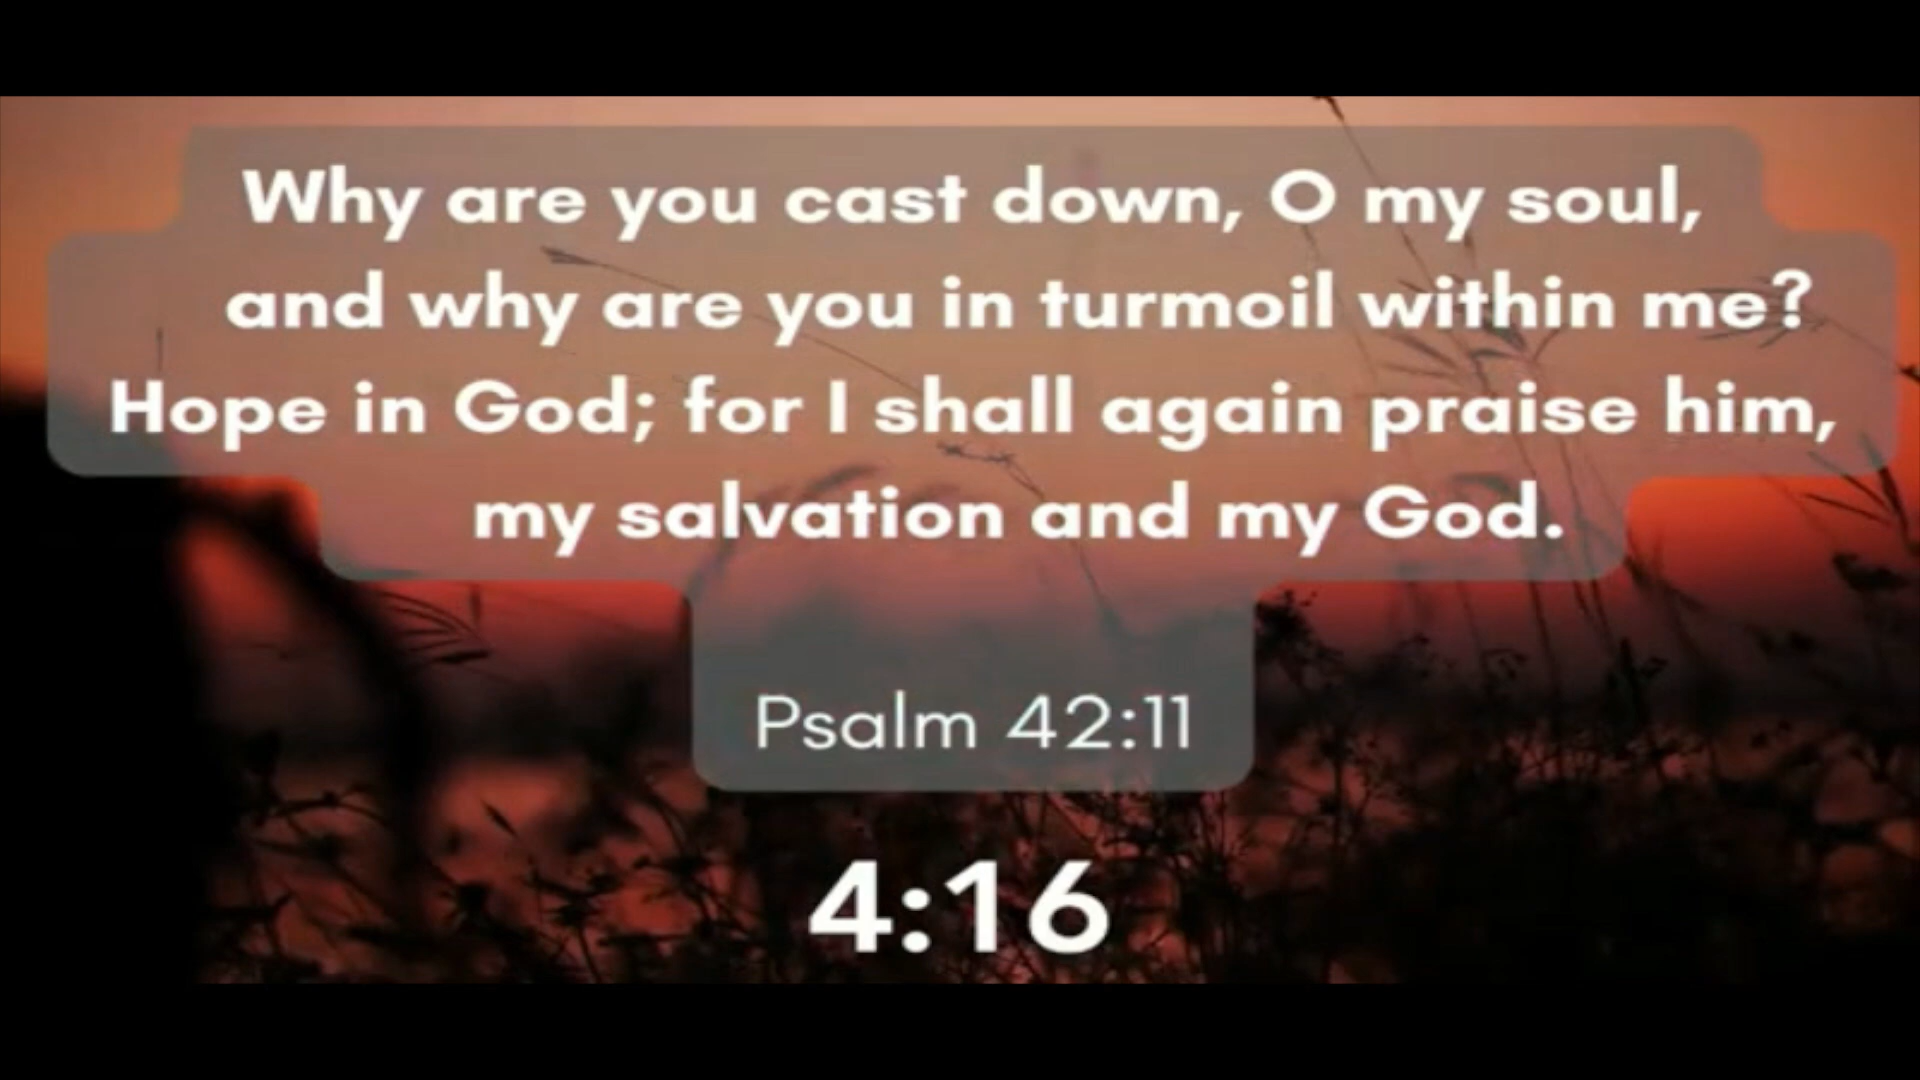 Why are you cast down, O my soul,
and why are you in turmoil within me?
Hope in God; for I shall again praise him,
my salvation and my God.
Psalm 42:11
4:16